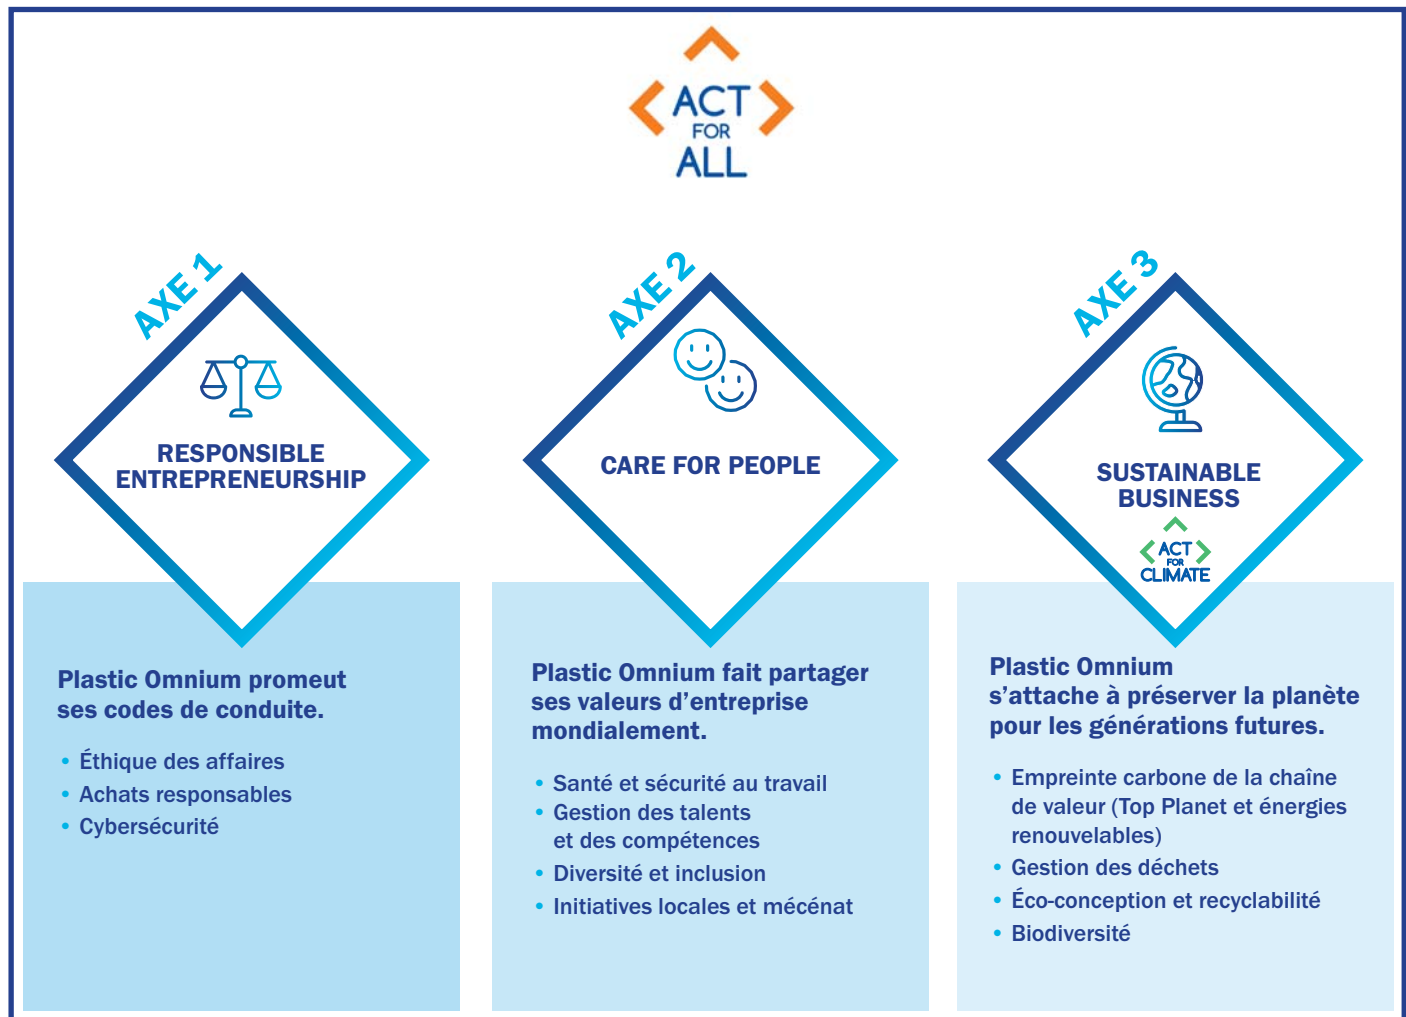 ACT
FOR
ALL
AXE 1
RESPONSIBLE
ENTREPRENEURSHIP
Plastic Omnium promeut
ses codes de conduite.
• Éthique des affaires
• Achats responsables
• Cybersécurité
AXE 2
CARE FOR PEOPLE
Plastic Omnium fait partager
ses valeurs d’entreprise
mondialement.
• Santé et sécurité au travail
• Gestion des talents
et des compétences
• Diversité et inclusion
• Initiatives locales et mécénat
AXE 3
SUSTAINABLE
BUSINESS
ACT
FOR
CLIMATE
Plastic Omnium
s’attache à préserver la planète
pour les générations futures.
• Empreinte carbone de la chaîne
de valeur (Top Planet et énergies
renouvelables)
• Gestion des déchets
• Éco-conception et recyclabilité
• Biodiversité